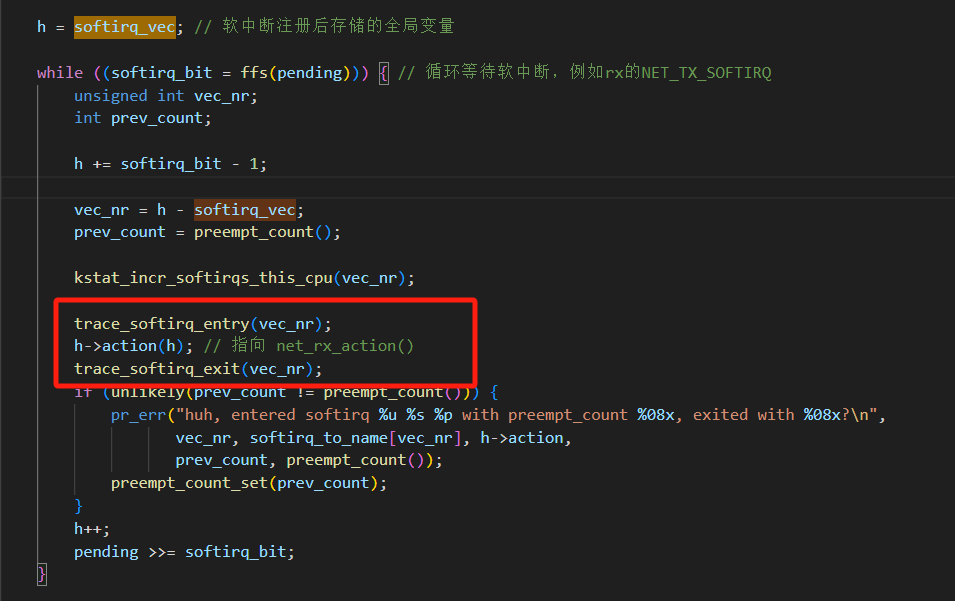 h = softirq_vec; // 软中断注册后存储的全局变量
while ((softirq_bit = ffs(pending))) { // 循环等待软中断，例如rx的NET_TX_SOFTIRQ
unsigned int vec_nr;
int prev_count;
h += softirq_bit - 1;
vec_nr = h - softirq_vec;
prev_count = preempt_count();
kstat_incr_softirqs_this_cpu(vec_nr);
trace_softirq_entry(vec_nr);
h->action(h); // 指向 net_rx_action()
trace_softirq_exit(vec_nr);
if (unlikely(prev_count != preempt_count())) {
pr_err("huh, entered softirq %u %s %p with preempt_count %08x, exited with %08x?\n",
vec_nr, softirq_to_name[vec_nr], h->action,
prev_count, preempt_count());
preempt_count_set(prev_count);
}
h++;
pending >>= softirq_bit;
}